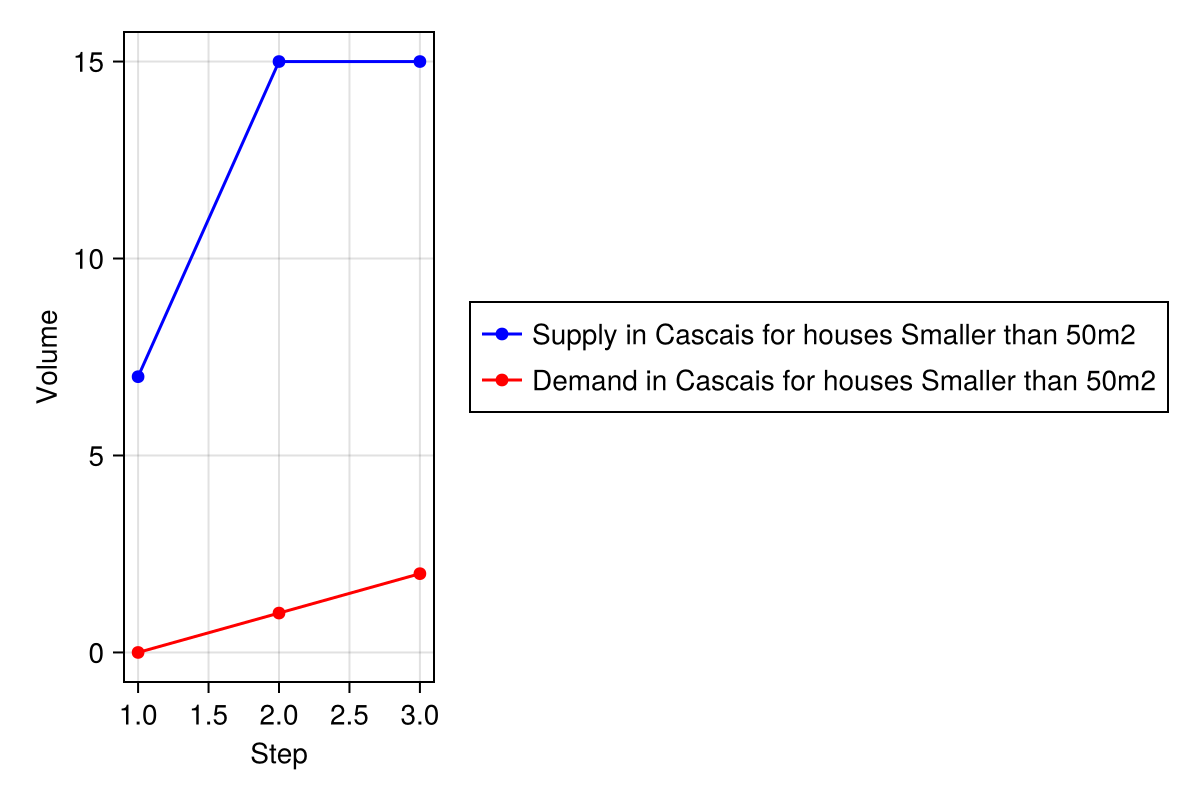 15
10
5
0
Volume
1.0 1.5 2.0 2.5 3.0
Step
Supply in Cascais for houses Smaller than 50m2
Demand in Cascais for houses Smaller than 50m2